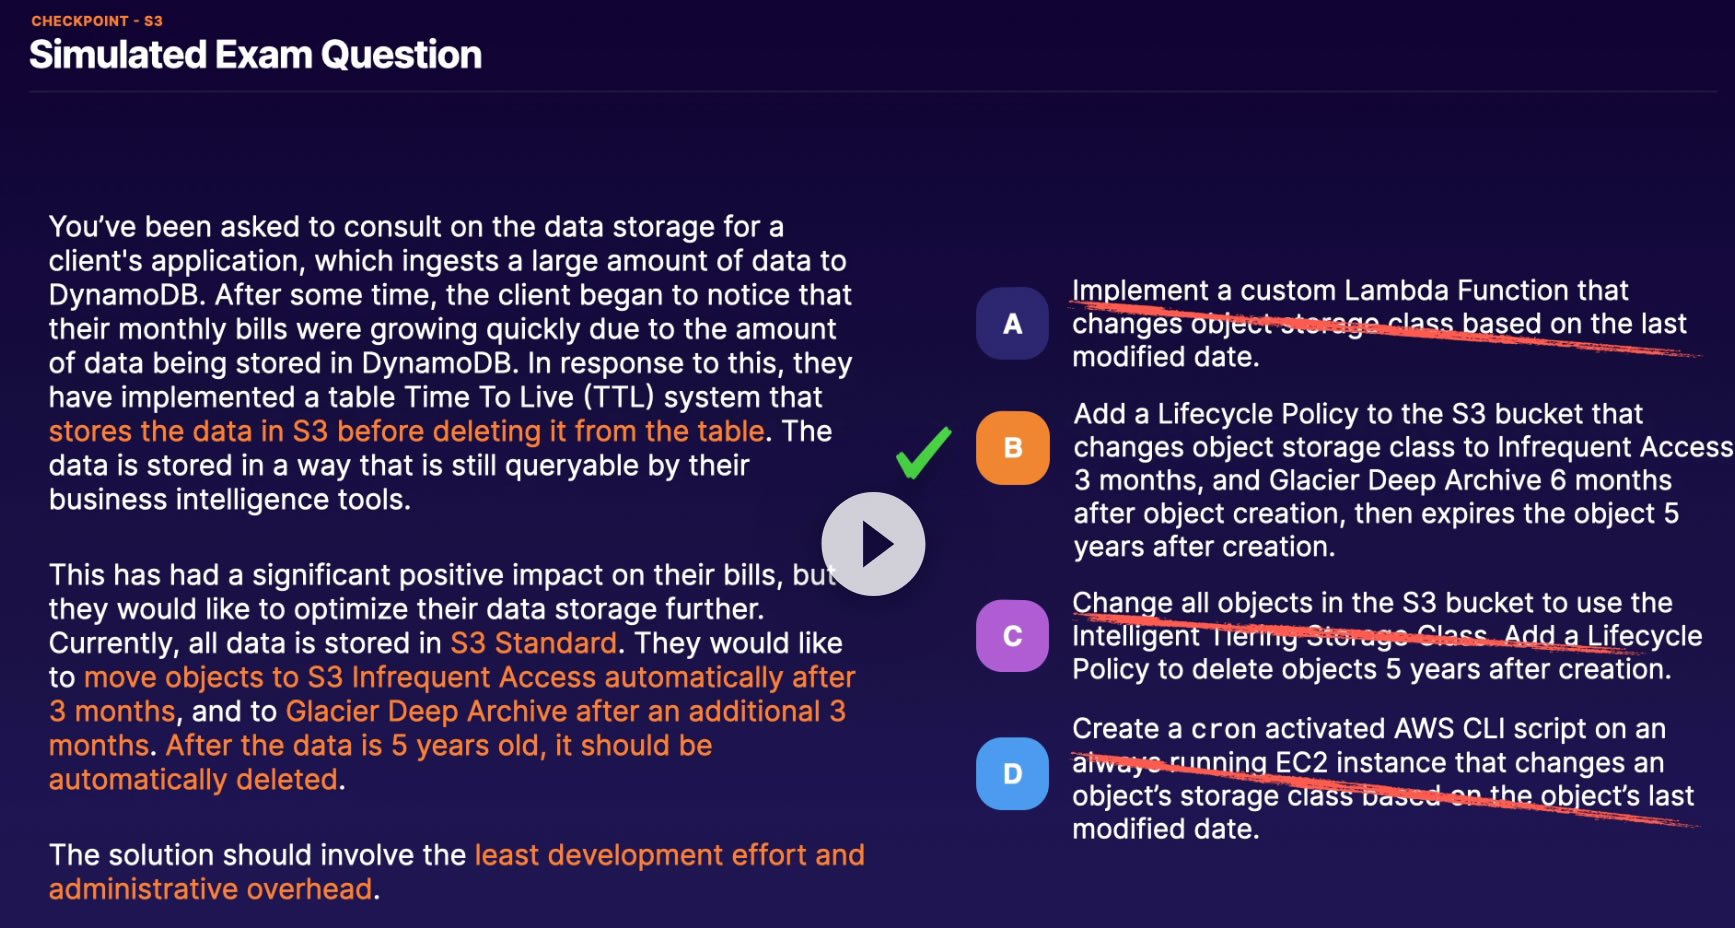 CHECKPOINT - S3
Simulated Exam Question
You've been asked to consult on the data storage for a
client's application, which ingests a large amount of data to
DynamoDB. After some time, the client began to notice that
their monthly bills were growing quickly due to the amount
of data being stored in DynamoDB. In response to this, they
have implemented a table Time To Live (TTL) system that
stores the data in S3 before deleting it from the table. The
data is stored in a way that is still queryable by their
business intelligence tools.
This has had a significant positive impact on their bills, but
they would like to optimize their data storage further.
Currently, all data is stored in S3 Standard. They would like
to move objects to S3 Infrequent Access automatically after
3 months, and to Glacier Deep Archive after an additional 3
months. After the data is 5 years old, it should be
automatically deleted.
The solution should involve the least development effort and
administrative overhead.
A
Implement a custom Lambda Function that
changes object storage class based on the last
modified date.
B
Add a Lifecycle Policy to the S3 bucket that
changes object storage class to Infrequent Access
3 months, and Glacier Deep Archive 6 months
after object creation, then expires the object 5
years after creation.
C
Change all objects in the S3 bucket to use the
Intelligent Tiering Storage Class. Add a Lifecycle
Policy to delete objects 5 years after creation.
D
Create a cron activated AWS CLI script on an
always running EC2 instance that changes an
object's storage class based on the object's last
modified date.